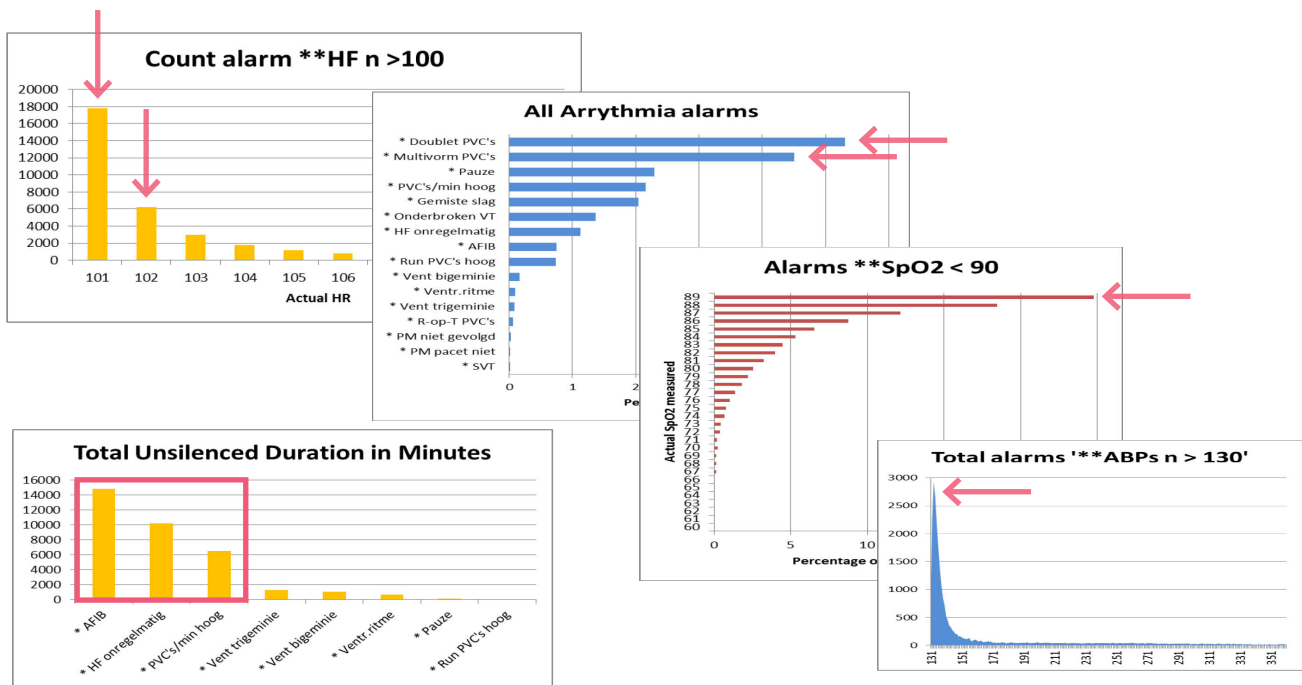 Count alarm **HF n >100
20000
18000
16000
14000
12000
10000
8000
6000
4000
2000
0
101 102 103 104 105 106
Actual HR
All Arrythmia alarms
* Doublet PVC's
* Multivorm PVC's
* Pauze
* PVC's/min hoog
* Gemiste slag
* Onderbroken VT
* HF onregelmatig
* AFIB
* Run PVC's hoog
* Vent bigeminie
* Ventr.ritme
* Vent trigeminie
* R-op-T PVC's
* PM niet gevolgd
* PM pacet niet
* SVT
0 1 2
Alarms **SpO2 < 90
Actual SpO2 measured
89
88
87
86
85
84
83
82
81
80
79
78
77
76
75
74
73
72
71
70
69
68
67
66
65
64
63
62
61
60
0 5 10
Percentage o
Total Unsilenced Duration in Minutes
16000
14000
12000
10000
8000
6000
4000
2000
0
* AFIB
* HF onregelmatig
* PVC's/min hoog
* Vent trigeminie
* Vent bigeminie
* Ventr.ritme
* Pauze
* Run PVC's hoog
Total alarms '**ABPs n > 130'
3000
2500
2000
1500
1000
500
0
131 151 171 191 211 231 251 271 291 311 331 351